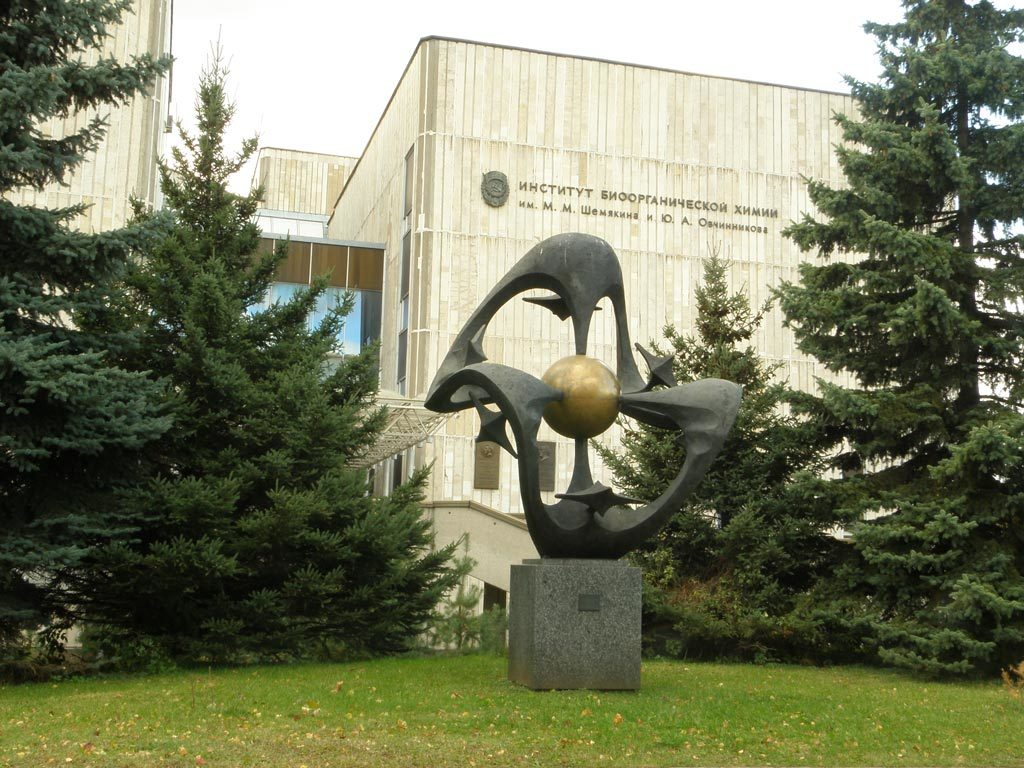 ИНСТИТУТ БИООРГАНИЧЕСКОЙ ХИМИИ
им. М. М. Шемякина и Ю. А. Овчинникова